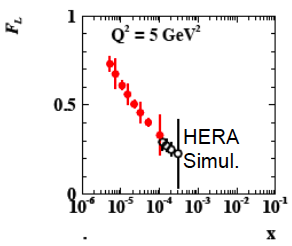 F_L
1
Q² = 5 GeV²
0.5
HERA
Simul.
0
10⁻⁶ 10⁻⁵ 10⁻⁴ 10⁻³ 10⁻² 10⁻¹
x
.